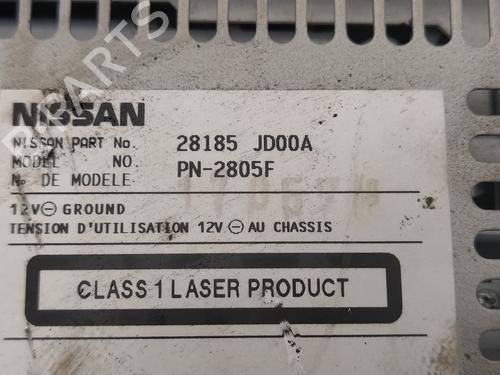 NISSAN
NISSAN PART No. 28185 JD00A
MODEL NO. PN-2805F
No DE MODELE
12V⊖ GROUND
TENSION D'UTILISATION 12V ⊖ AU CHASSIS
CLASS 1 LASER PRODUCT